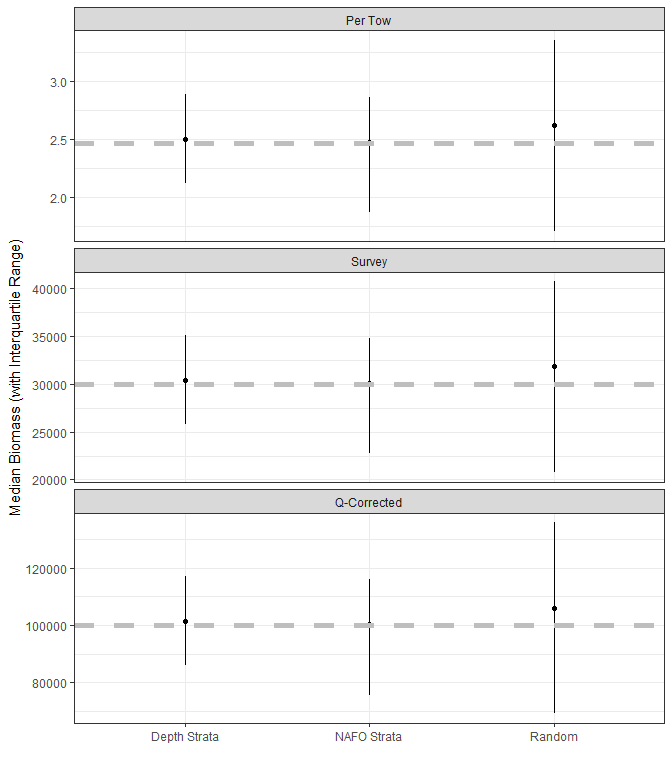 Per Tow
3.0
2.5
2.0
Survey
40000
35000
30000
25000
20000
Q-Corrected
120000
100000
80000
Depth Strata NAFO Strata Random
Median Biomass (with Interquartile Range)